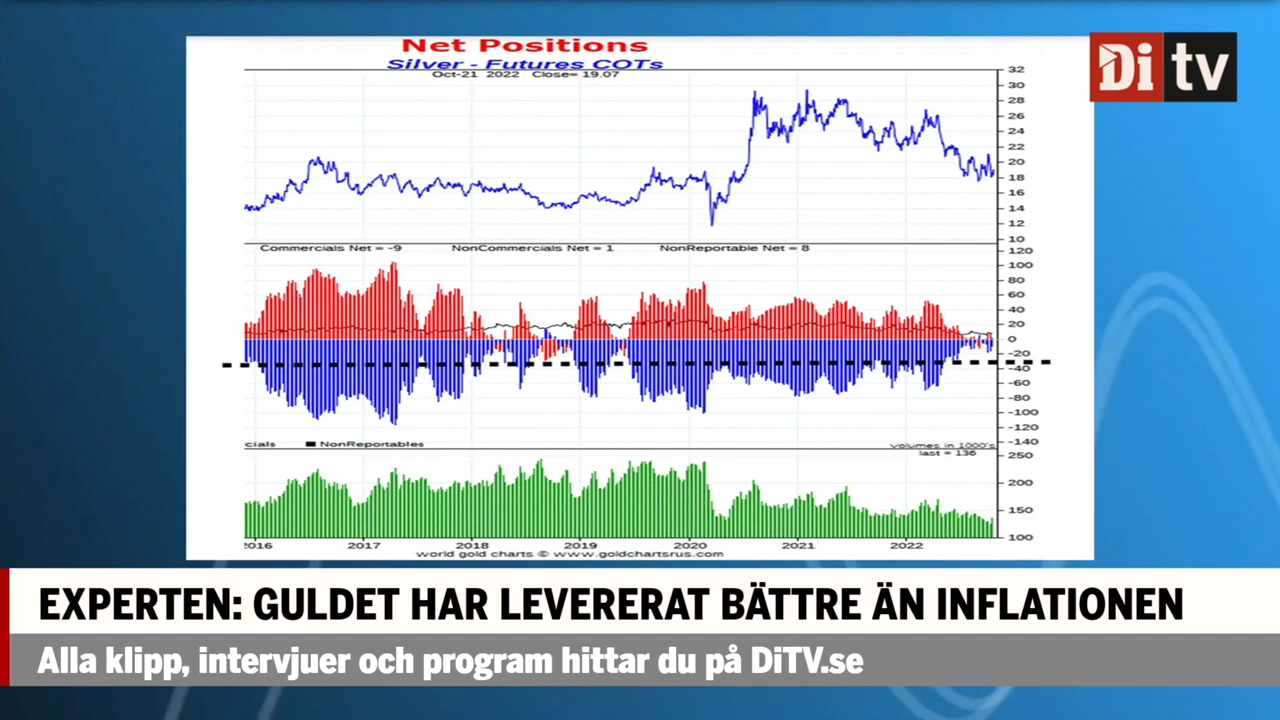 Net Positions
Silver - Futures COTs
Oct-21 2022 Close= 19.07
Di tv
32
30
28
26
24
22
20
18
16
14
12
10
Commercials Net = -9 NonCommercials Net = 1 NonReportable Net = 8
120
100
80
60
40
20
0
-20
-40
-60
-80
-100
-120
-140
cials NonReportables volumes in 1000's
last = 136
250
200
150
100
2016 2017 2018 2019 2020 2021 2022
world gold charts © www.goldchartsrus.com
EXPERTEN: GULDET HAR LEVERERAT BÄTTRE ÄN INFLATIONEN
Alla klipp, intervjuer och program hittar du på DiTV.se